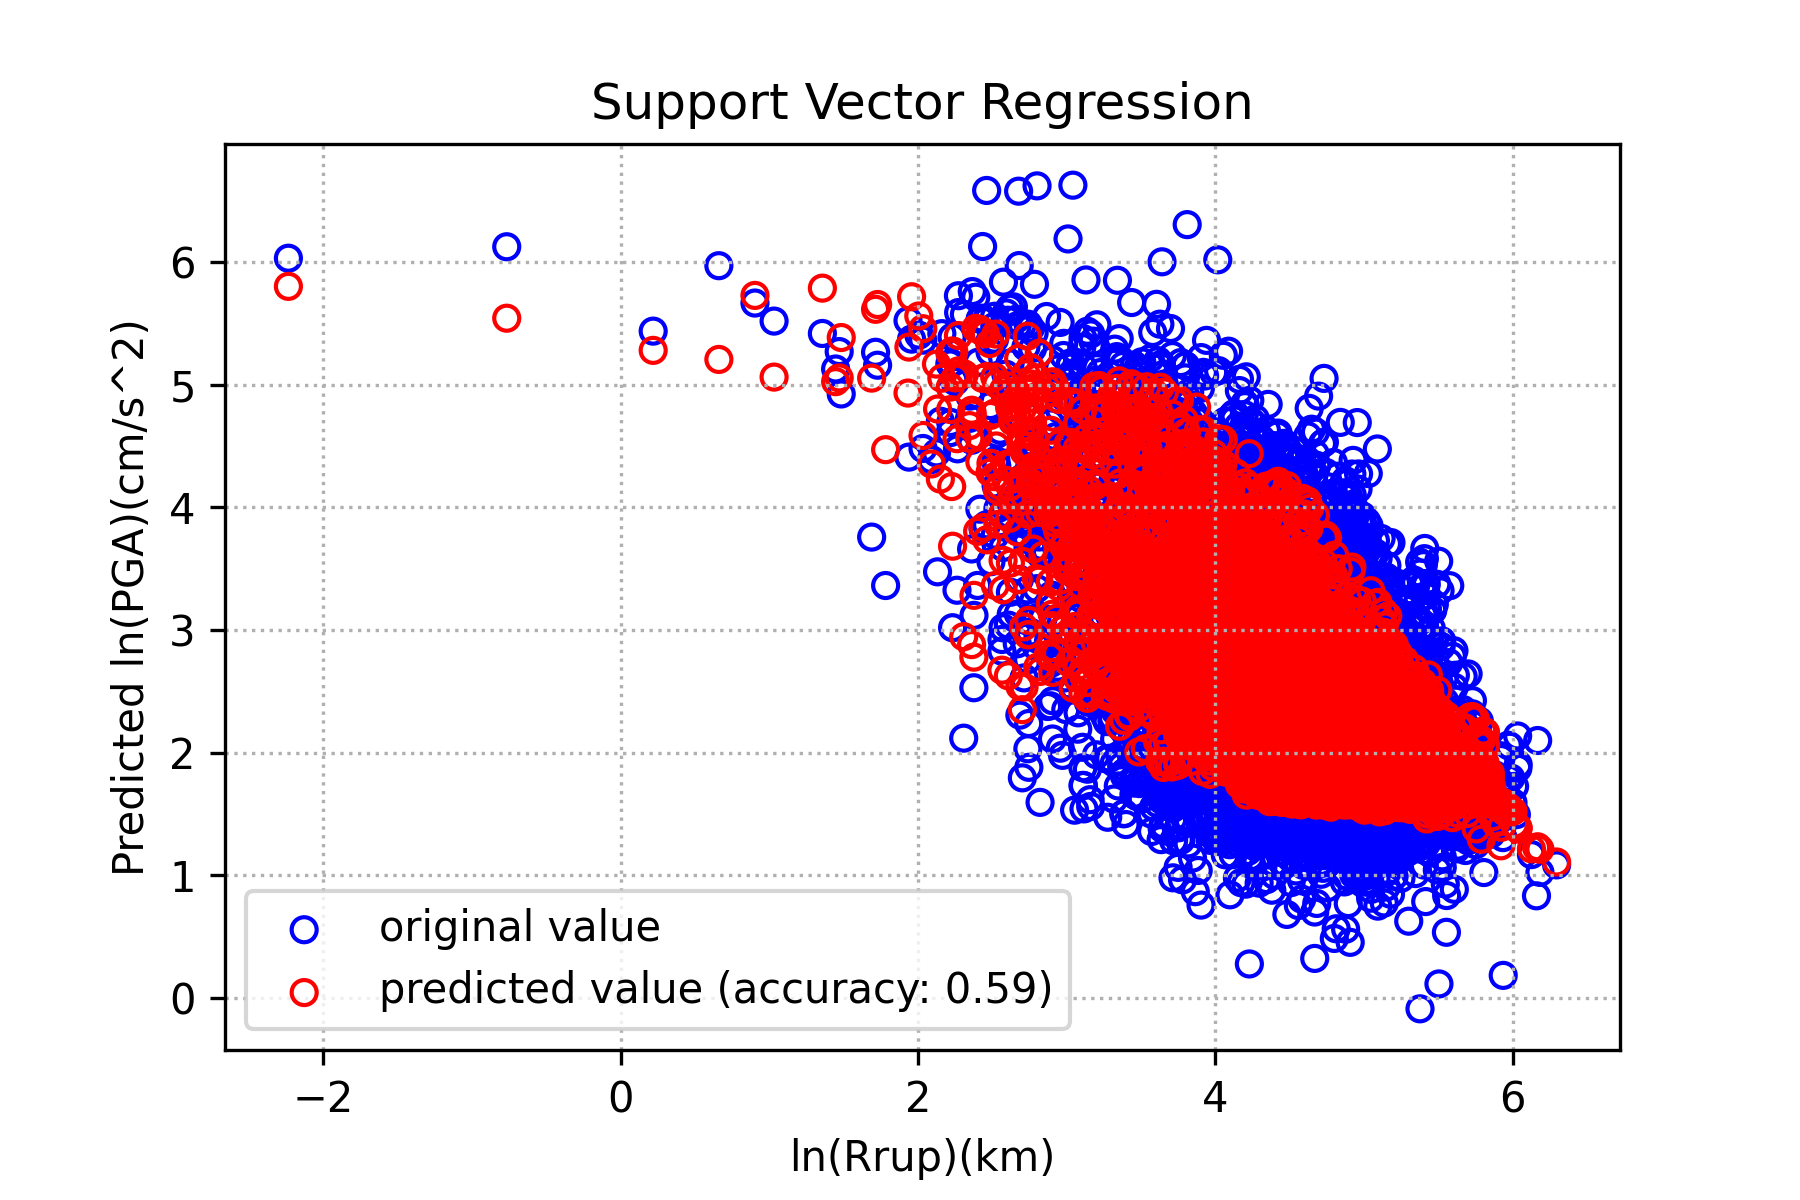 Support Vector Regression
Predicted ln(PGA)(cm/s^2)
6
5
4
3
2
1
0
original value
predicted value (accuracy: 0.59)
−2 0 2 4 6
ln(Rrup)(km)